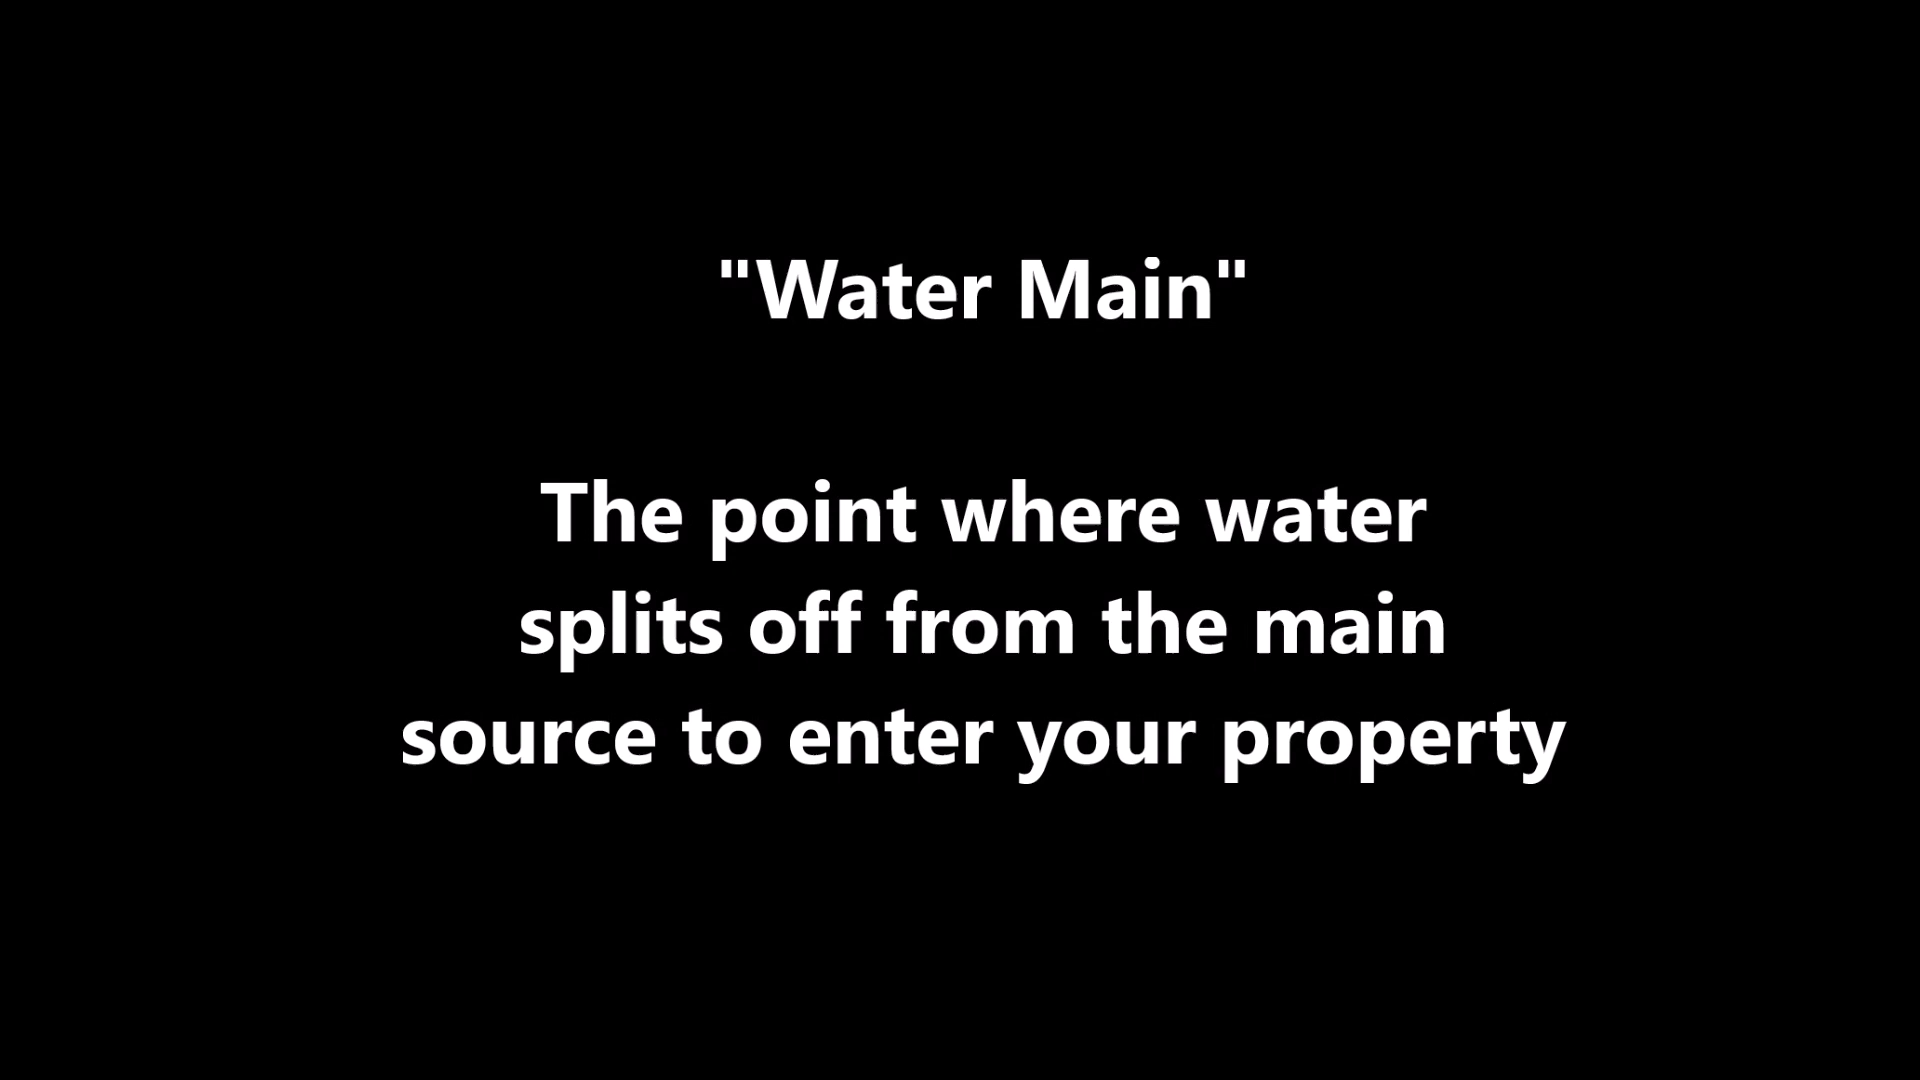 "Water Main"
The point where water
splits off from the main
source to enter your property